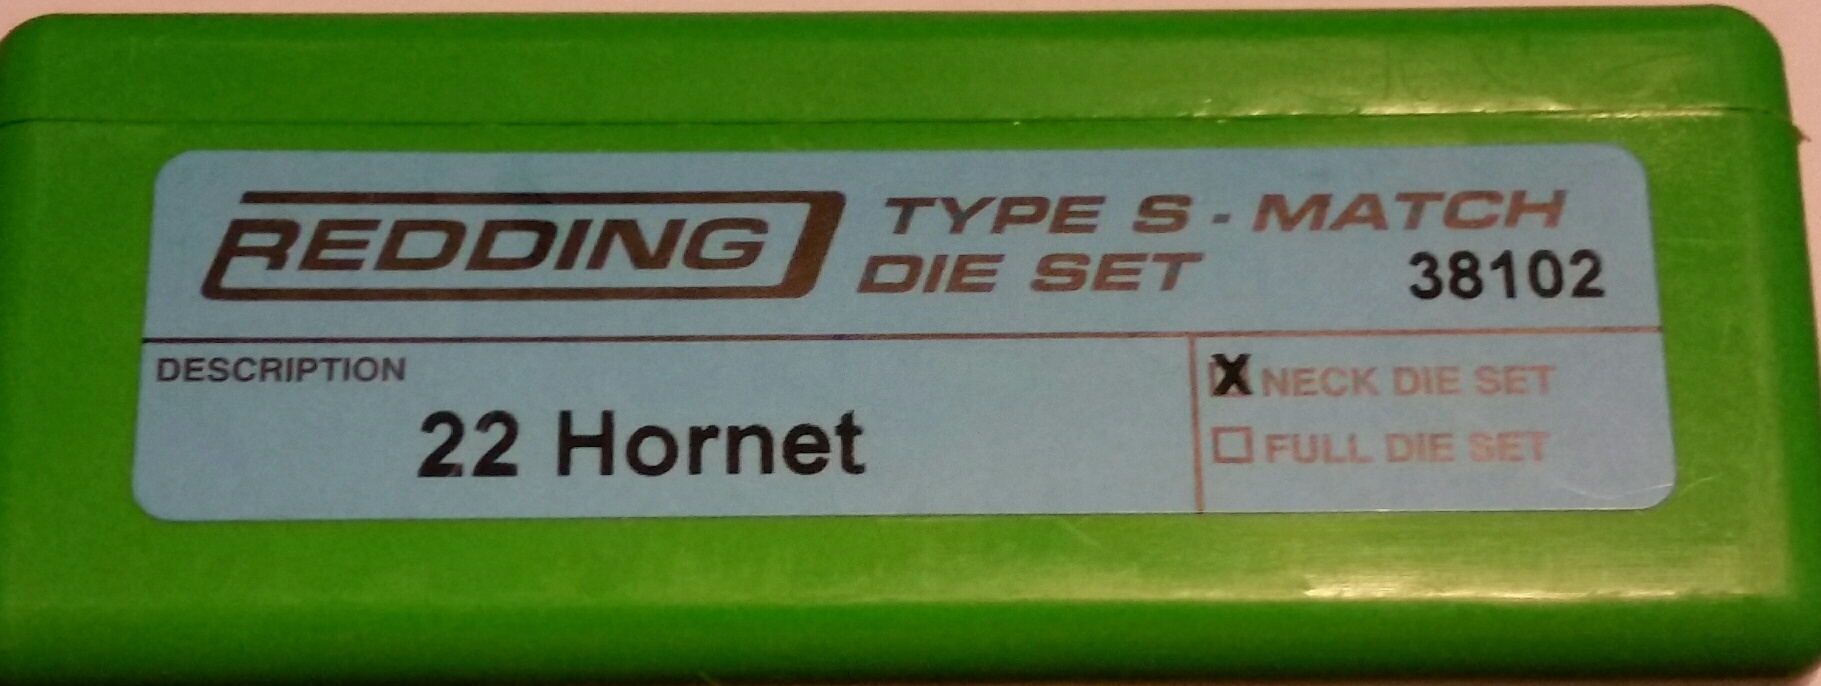 REDDING TYPE S - MATCH
DIE SET 38102
DESCRIPTION
22 Hornet
X NECK DIE SET
FULL DIE SET